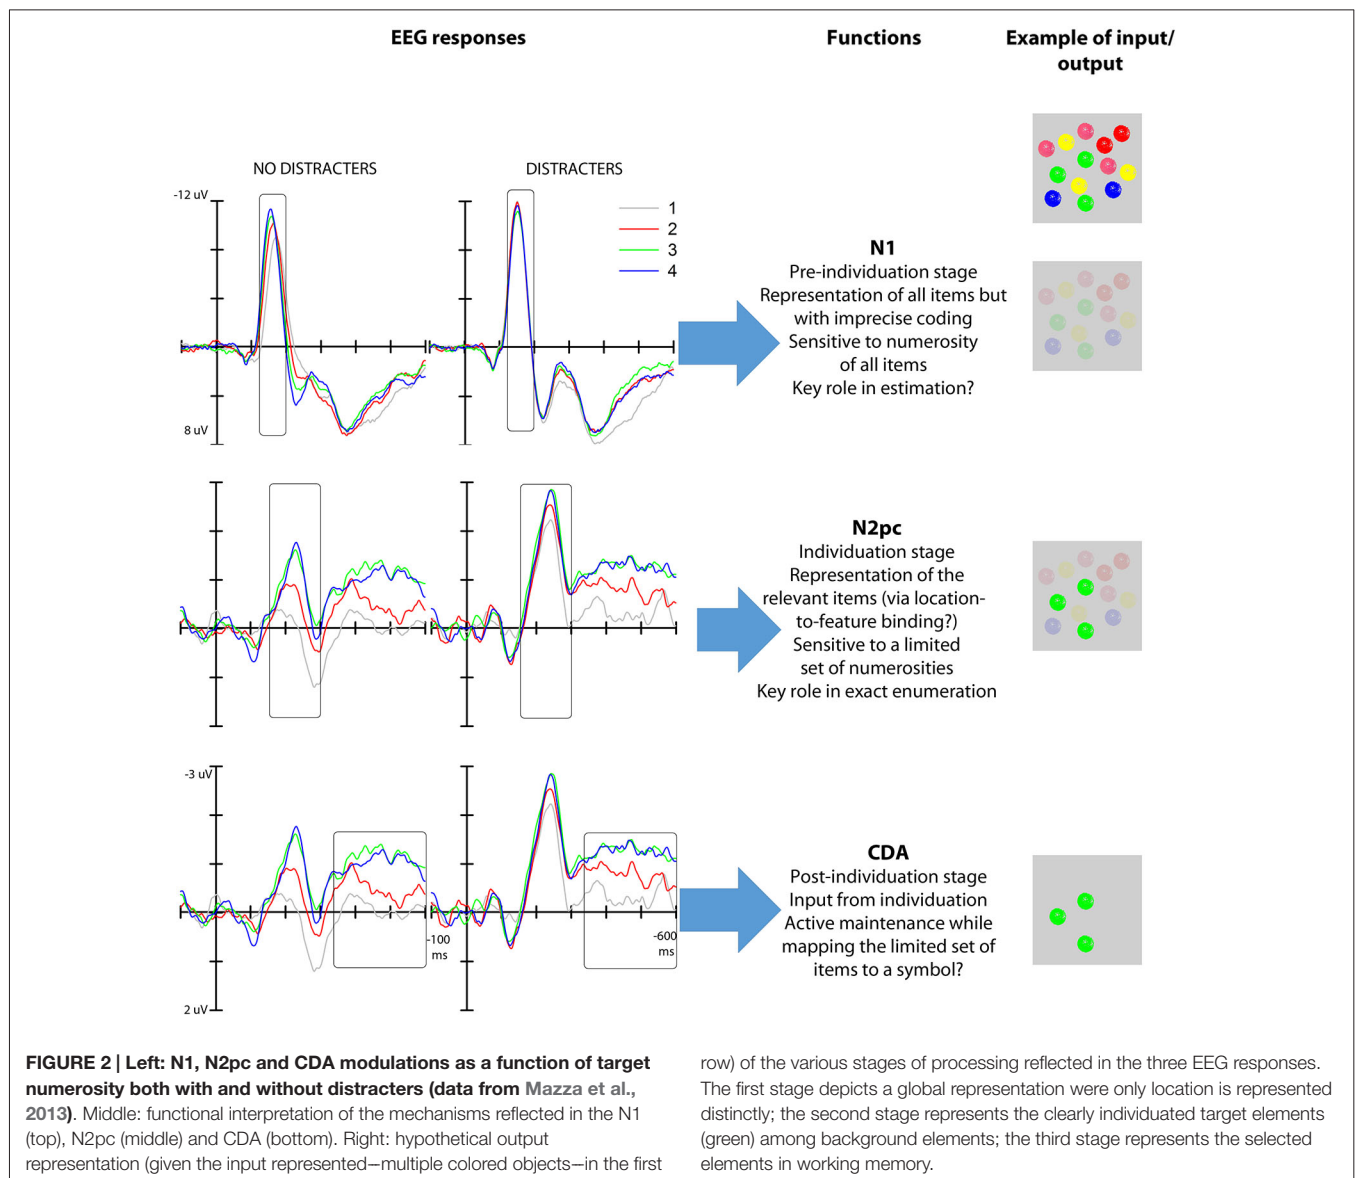 EEG responses
Functions
Example of input/
output
NO DISTRACTERS
DISTRACTERS
-12 uV
8 uV
1
2
3
4
N1
Pre-individuation stage
Representation of all items but
with imprecise coding
Sensitive to numerosity
of all items
Key role in estimation?
N2pc
Individuation stage
Representation of the
relevant items (via location-
to-feature binding?)
Sensitive to a limited
set of numerosities
Key role in exact enumeration
-3 uV
2 uV
-100
ms
-600
ms
CDA
Post-individuation stage
Input from individuation
Active maintenance while
mapping the limited set of
items to a symbol?
FIGURE 2 | Left: N1, N2pc and CDA modulations as a function of target
numerosity both with and without distracters (data from Mazza et al.,
2013). Middle: functional interpretation of the mechanisms reflected in the N1
(top), N2pc (middle) and CDA (bottom). Right: hypothetical output
representation (given the input represented—multiple colored objects—in the first
row) of the various stages of processing reflected in the three EEG responses.
The first stage depicts a global representation were only location is represented
distinctly; the second stage represents the clearly individuated target elements
(green) among background elements; the third stage represents the selected
elements in working memory.